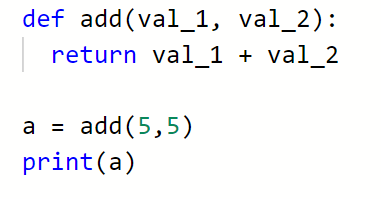 def add(val_1, val_2):
  return val_1 + val_2

a = add(5,5)
print(a)